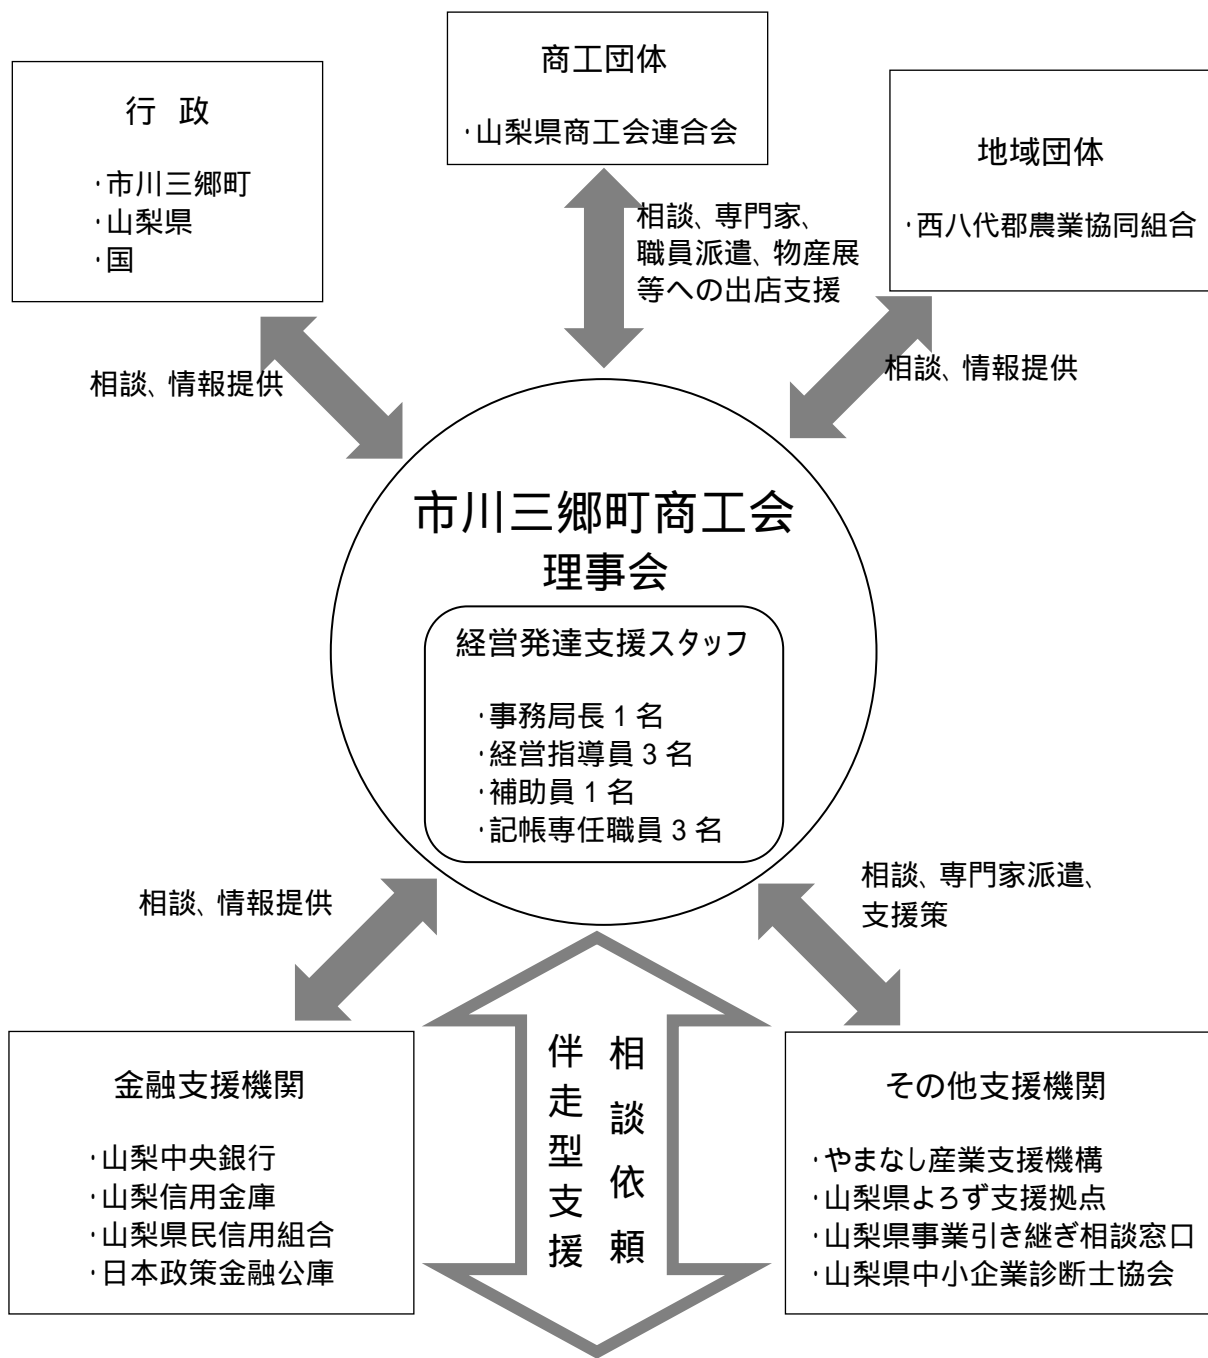 商工団体
・山梨県商工会連合会
行 政
・市川三郷町
・山梨県
・国
地域団体
・西八代郡農業協同組合
相談、専門家、
職員派遣、物産展
等への出店支援
相談、情報提供
相談、情報提供
市川三郷町商工会
理事会
経営発達支援スタッフ
・事務局長 1 名
・経営指導員 3 名
・補助員 1 名
・記帳専任職員 3 名
相談、情報提供
相談、専門家派遣、
支援策
相談依頼
伴走型支援
金融支援機関
・山梨中央銀行
・山梨信用金庫
・山梨県民信用組合
・日本政策金融公庫
その他支援機関
・やまなし産業支援機構
・山梨県よろず支援拠点
・山梨県事業引き継ぎ相談窓口
・山梨県中小企業診断士協会